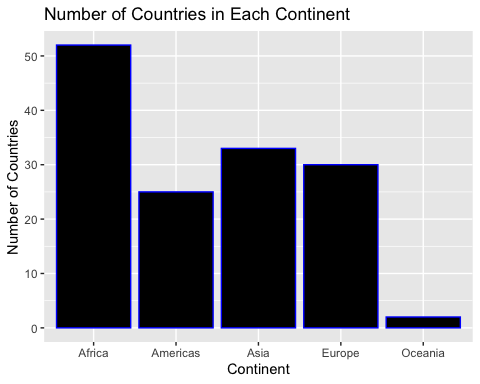 Number of Countries in Each Continent
Number of Countries
50
40
30
20
10
0
Africa Americas Asia Europe Oceania
Continent